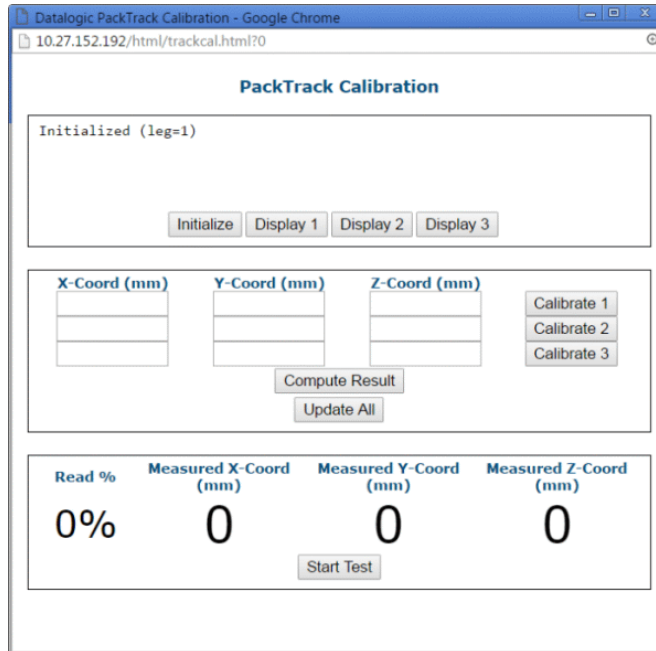 Datalogic PackTrack Calibration - Google Chrome
10.27.152.192/html/trackcal.html?0
PackTrack Calibration
Initialized (leg=1)
Initialize Display 1 Display 2 Display 3
X-Coord (mm) Y-Coord (mm) Z-Coord (mm)
Calibrate 1
Calibrate 2
Calibrate 3
Compute Result
Update All
Read % Measured X-Coord (mm) Measured Y-Coord (mm) Measured Z-Coord (mm)
0% 0 0 0
Start Test